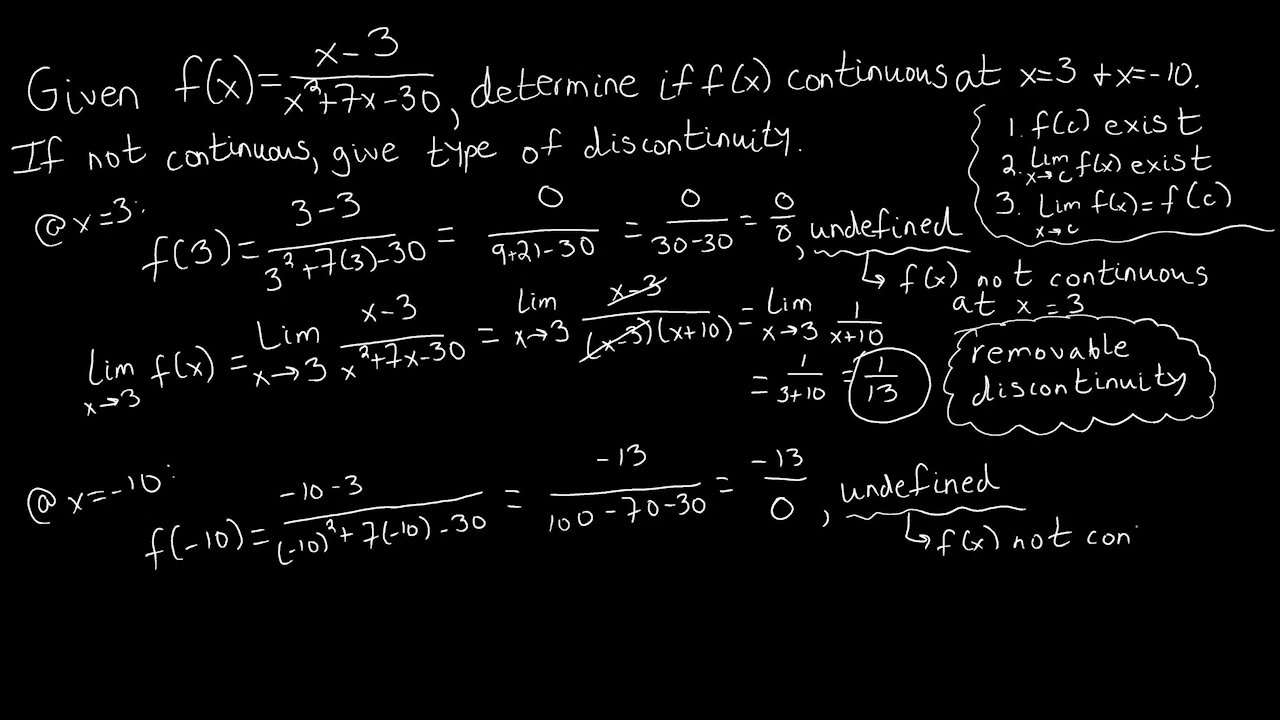 Given f(x) = x-3 / x²+7x-30, determine if f(x) continuous at x=3 + x=-10.
If not continuous, give type of discontinuity.
1. f(c) exist
2. Lim x→c f(x) exist
3. Lim x→c f(x) = f(c)
@ x=3:
f(3) = 3-3 / 3²+7(3)-30 = 0 / 9+21-30 = 0 / 30-30 = 0/0, undefined
↳ f(x) not continuous
at x=3
Lim x→3 f(x) = Lim x→3 x-3 / x²+7x-30 = Lim x→3 x-3 / (x-3)(x+10) = Lim x→3 1 / x+10
= 1 / 3+10 = 1/13
removable
discontinuity
@ x=-10:
f(-10) = -10-3 / (-10)²+7(-10)-30 = -13 / 100-70-30 = -13 / 0, undefined
↳ f(x) not con